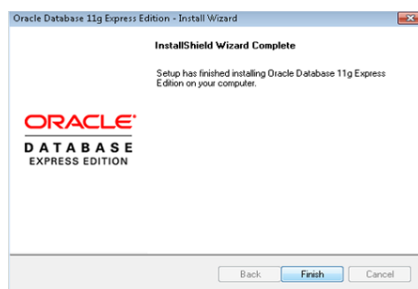 Oracle Database 11g Express Edition - Install Wizard
InstallShield Wizard Complete
Setup has finished installing Oracle Database 11g Express
Edition on your computer.
ORACLE
DATABASE
EXPRESS EDITION
Back
Finish
Cancel